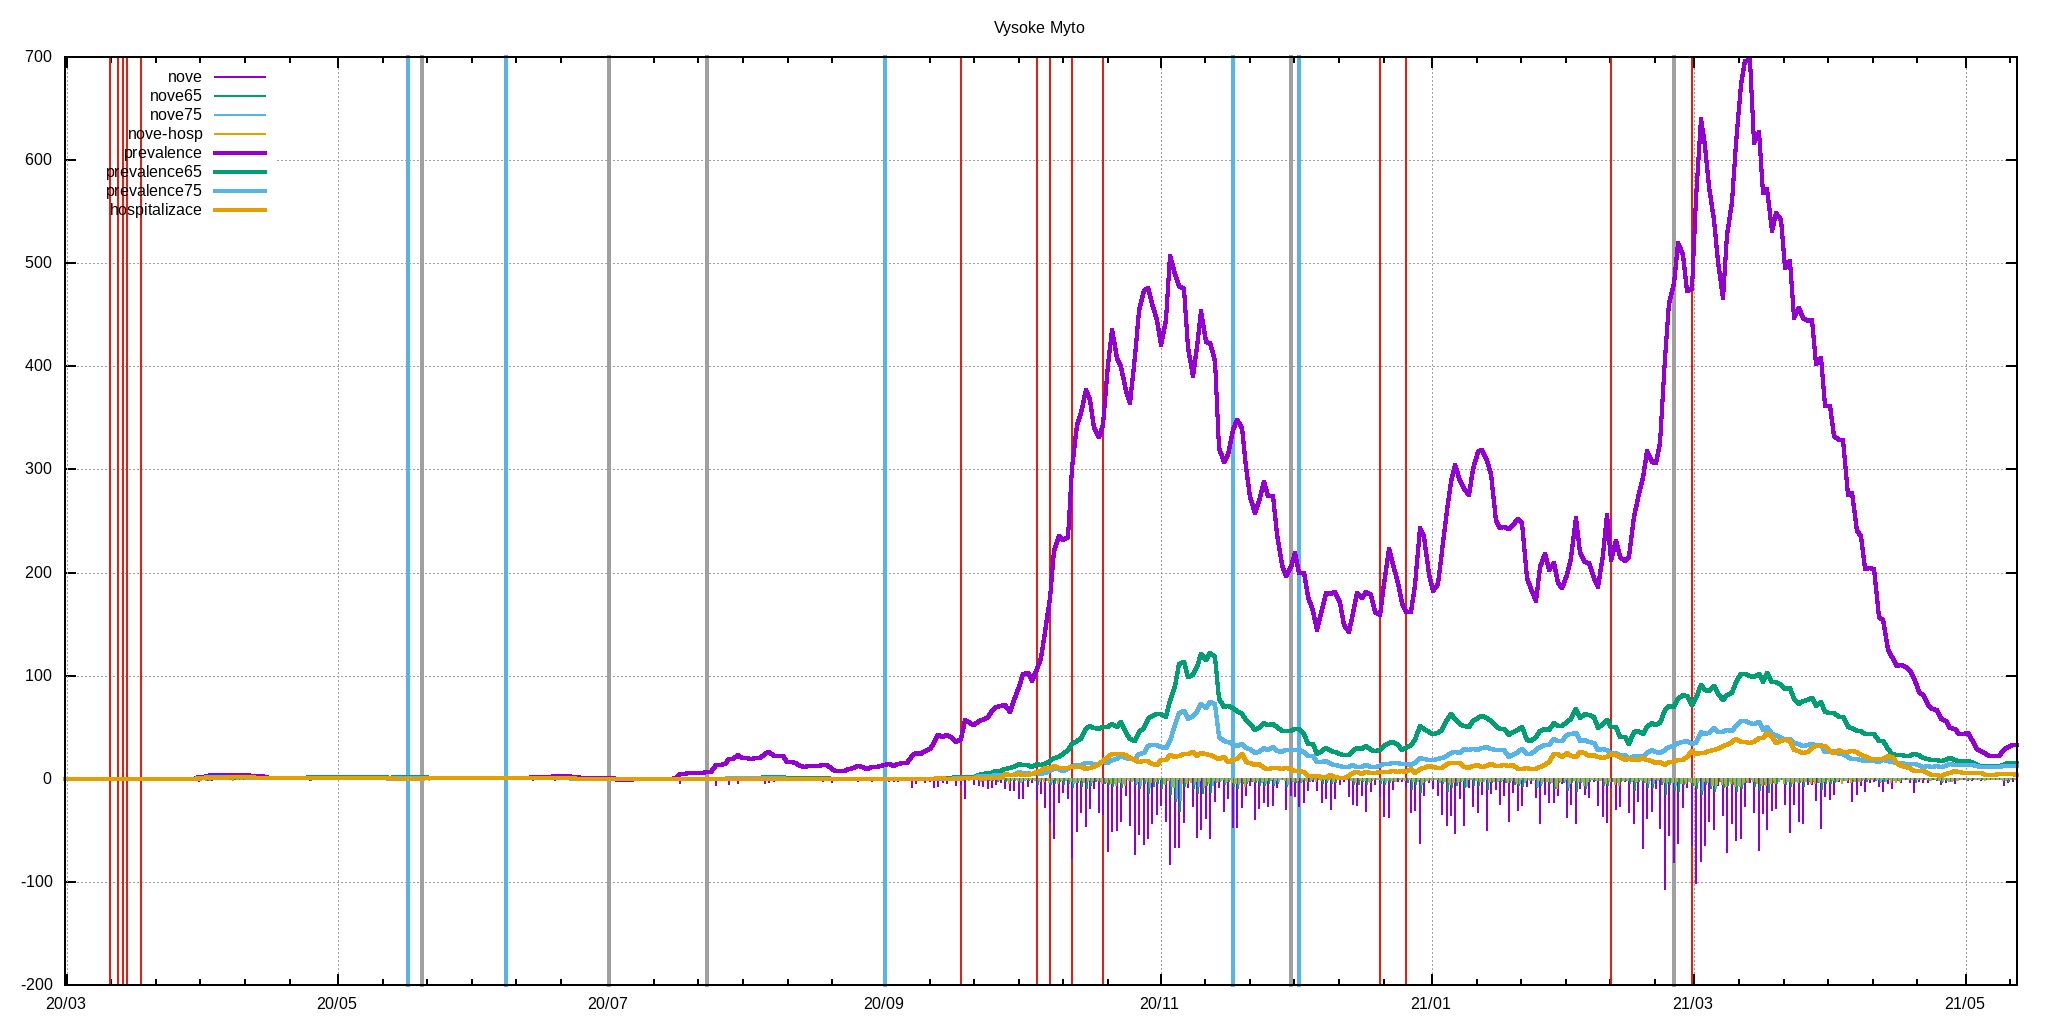 Vysoke Myto
700
600
500
400
300
200
100
0
-100
-200
nove
nove65
nove75
nove-hosp
prevalence
prevalence65
prevalence75
hospitalizace
20/03 20/05 20/07 20/09 20/11 21/01 21/03 21/05